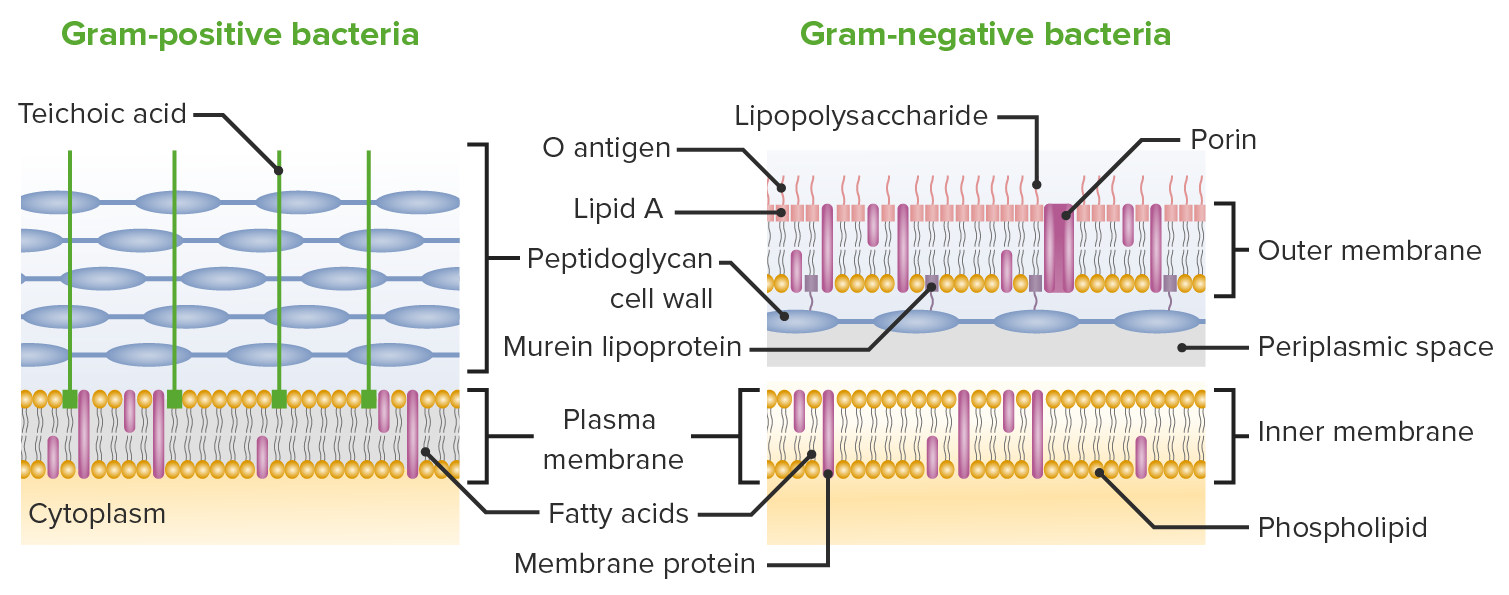 Gram-positive bacteria
Gram-negative bacteria
Teichoic acid
Lipopolysaccharide
Porin
O antigen
Lipid A
Peptidoglycan
cell wall
Outer membrane
Murein lipoprotein
Periplasmic space
Plasma
membrane
Inner membrane
Cytoplasm
Fatty acids
Phospholipid
Membrane protein